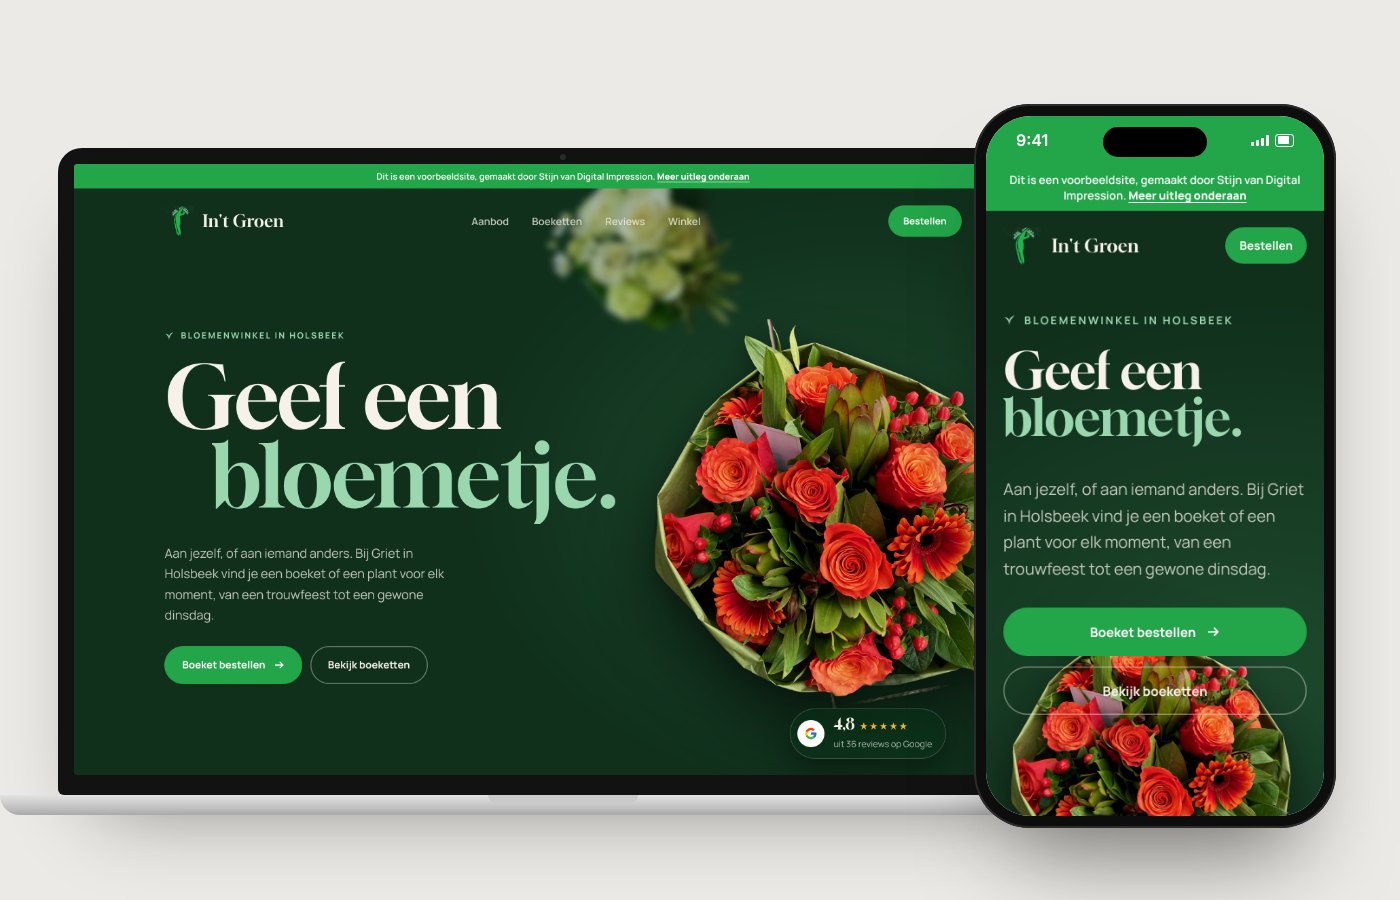 Dit is een voorbeeldsite, gemaakt door Stijn van Digital Impression. Meer uitleg onderaan
In't Groen
Aanbod Boeketten Reviews Winkel
Bestellen
BLOEMENWINKEL IN HOLSBEEK
Geef een
bloemetje.
Aan jezelf, of aan iemand anders. Bij Griet in
Holsbeek vind je een boeket of een plant voor elk
moment, van een trouwfeest tot een gewone
dinsdag.
Boeket bestellen →
Bekijk boeketten
G
4,8 ★★★★★
uit 36 reviews op Google
9:41
Dit is een voorbeeldsite, gemaakt door Stijn van Digital
Impression. Meer uitleg onderaan
In't Groen
Bestellen
BLOEMENWINKEL IN HOLSBEEK
Geef een
bloemetje.
Aan jezelf, of aan iemand anders. Bij Griet
in Holsbeek vind je een boeket of een
plant voor elk moment, van een
trouwfeest tot een gewone dinsdag.
Boeket bestellen →
Bekijk boeketten